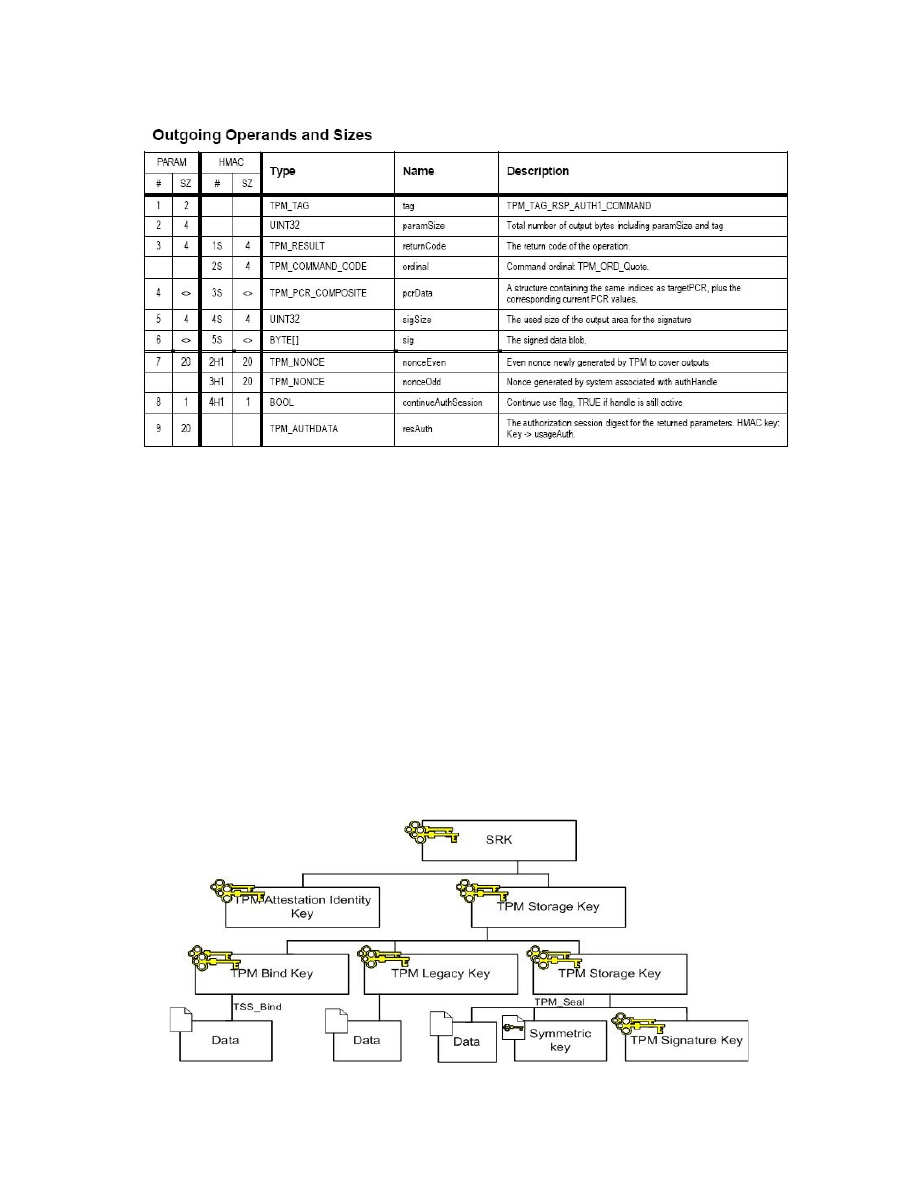 Outgoing Operands and Sizes
PARAM HMAC Type Name Description
# SZ # SZ
1 2 TPM_TAG tag TPM_TAG_RSP_AUTH1_COMMAND
2 4 UINT32 paramSize Total number of output bytes including paramSize and tag
3 4 1S 4 TPM_RESULT returnCode The return code of the operation.
2S 4 TPM_COMMAND_CODE ordinal Command ordinal: TPM_ORD_Quote.
4 <> 3S <> TPM_PCR_COMPOSITE pcrData A structure containing the same indices as targetPCR, plus the
corresponding current PCR values.
5 4 4S 4 UINT32 sigSize The used size of the output area for the signature
6 <> 5S <> BYTE[] sig The signed data blob.
7 20 2H1 20 TPM_NONCE nonceEven Even nonce newly generated by TPM to cover outputs
3H1 20 TPM_NONCE nonceOdd Nonce generated by system associated with authHandle
8 1 4H1 1 BOOL continueAuthSession Continue use flag, TRUE if handle is still active
9 20 TPM_AUTHDATA resAuth The authorization session digest for the returned parameters. HMAC key:
Key -> usageAuth.
SRK
TPM Attestation Identity
Key
TPM Storage Key
TPM Bind Key
TPM Legacy Key
TPM Storage Key
TSS_Bind
TPM_Seal
Data
Data
Data
Symmetric
key
TPM Signature Key